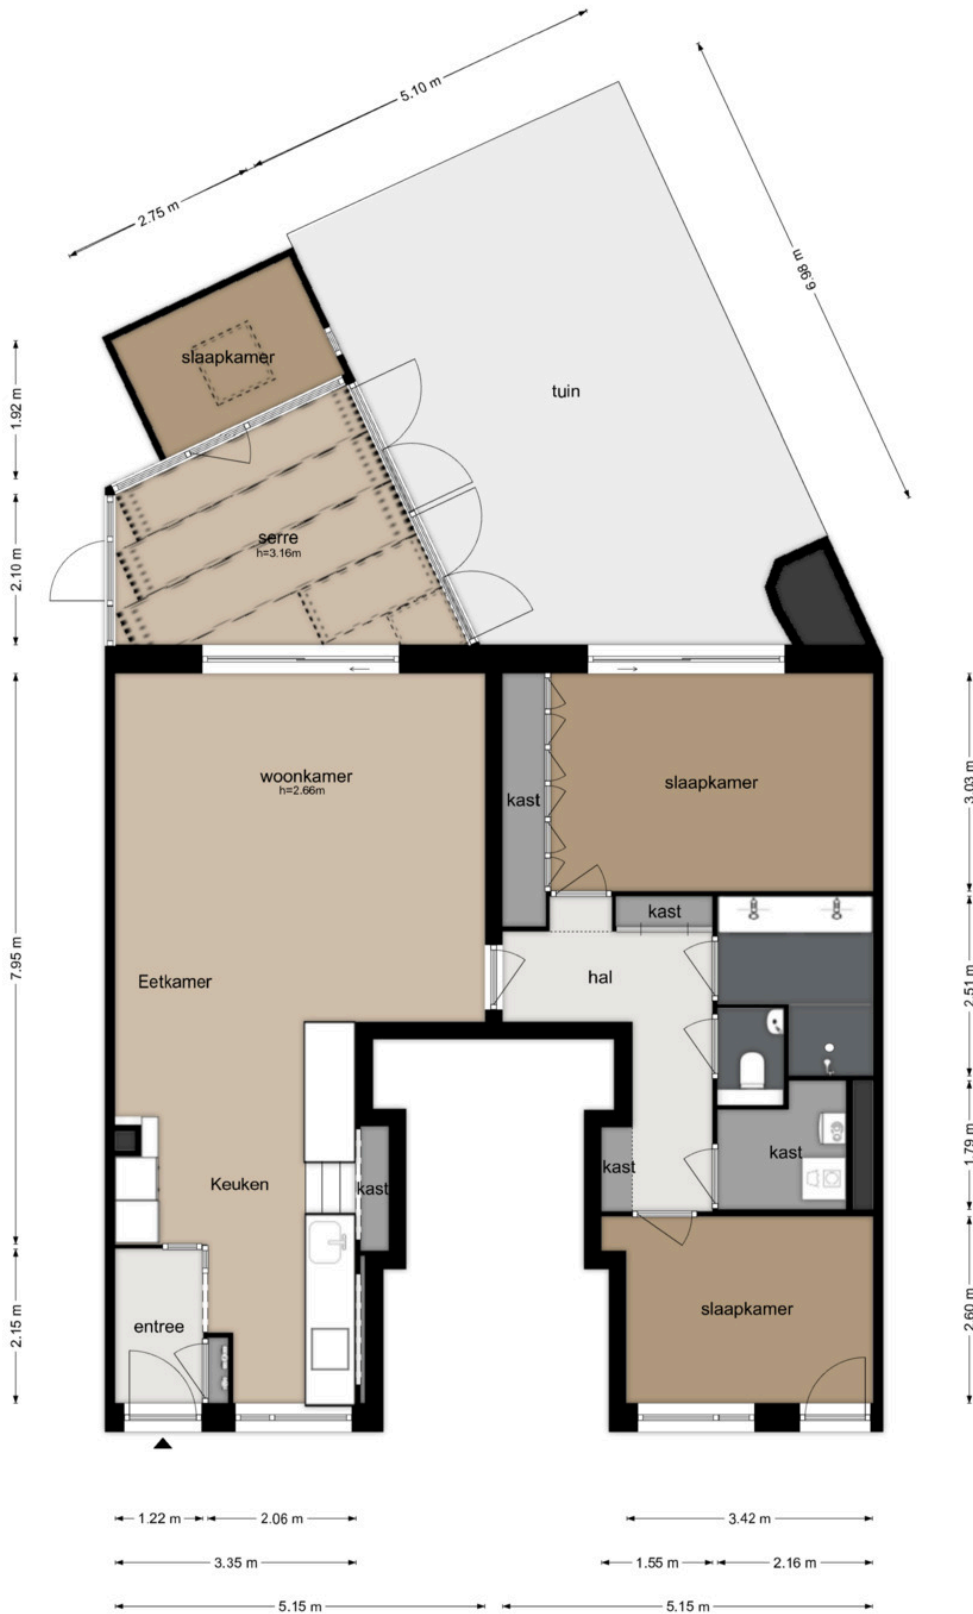 5.10 m
2.75 m
6.98 m
slaapkamer
1.92 m
tuin
serre
h=3.16m
2.10 m
woonkamer
h=2.66m
kast
slaapkamer
3.03 m
kast
7.95 m
Eetkamer
hal
2.51 m
Keuken
kast
kast
kast
1.79 m
entree
2.15 m
slaapkamer
2.60 m
1.22 m
2.06 m
3.42 m
3.35 m
1.55 m
2.16 m
5.15 m
5.15 m